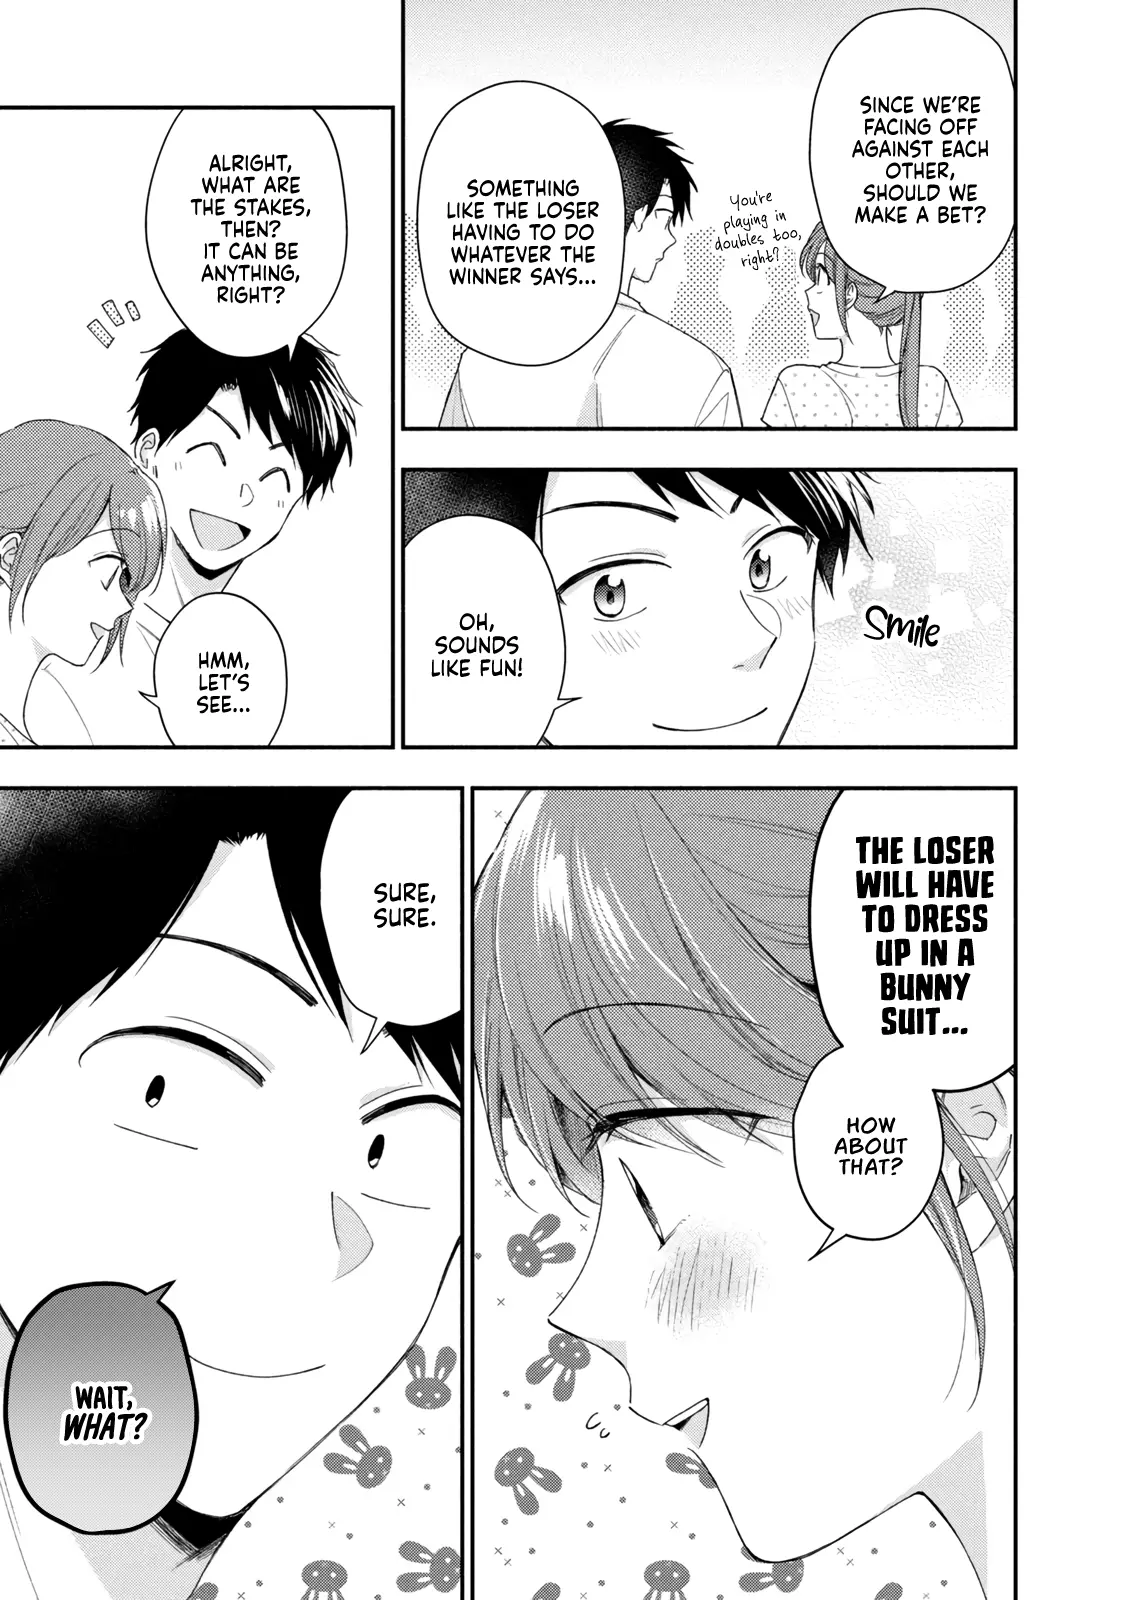 SINCE WE'RE
FACING OFF
AGAINST EACH
OTHER,
SHOULD WE
MAKE A BET?
You're
playing in
doubles too,
right?
SOMETHING
LIKE THE LOSER
HAVING TO DO
WHATEVER THE
WINNER SAYS...
Smile
OH,
SOUNDS
LIKE FUN!
ALRIGHT,
WHAT ARE
THE STAKES,
THEN?
IT CAN BE
ANYTHING,
RIGHT?
HMM,
LET'S
SEE...
THE LOSER
WILL HAVE
TO DRESS
UP IN A
BUNNY
SUIT...
HOW
ABOUT
THAT?
SURE,
SURE.
WAIT,
WHAT?